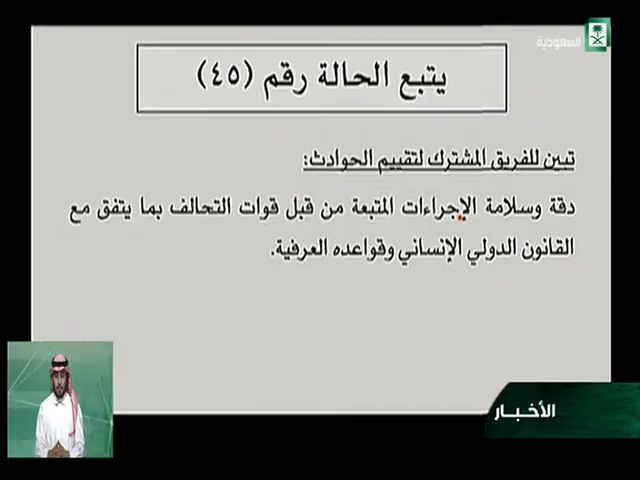 السعودية
يتبع الحالة رقم (٤٥)
تبين للفريق المشترك لتقييم الحوادث:
دقة وسلامة الإجراءات المتبعة من قبل قوات التحالف بما يتفق مع
القانون الدولي الإنساني وقواعده العرفية.
الأخبار